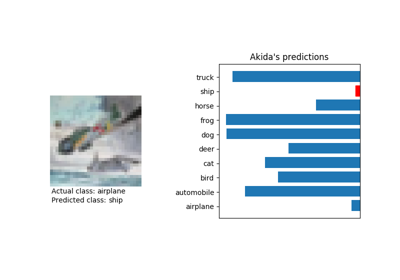 Akida's predictions
truck
ship
horse
frog
dog
deer
cat
bird
automobile
airplane
Actual class: airplane
Predicted class: ship